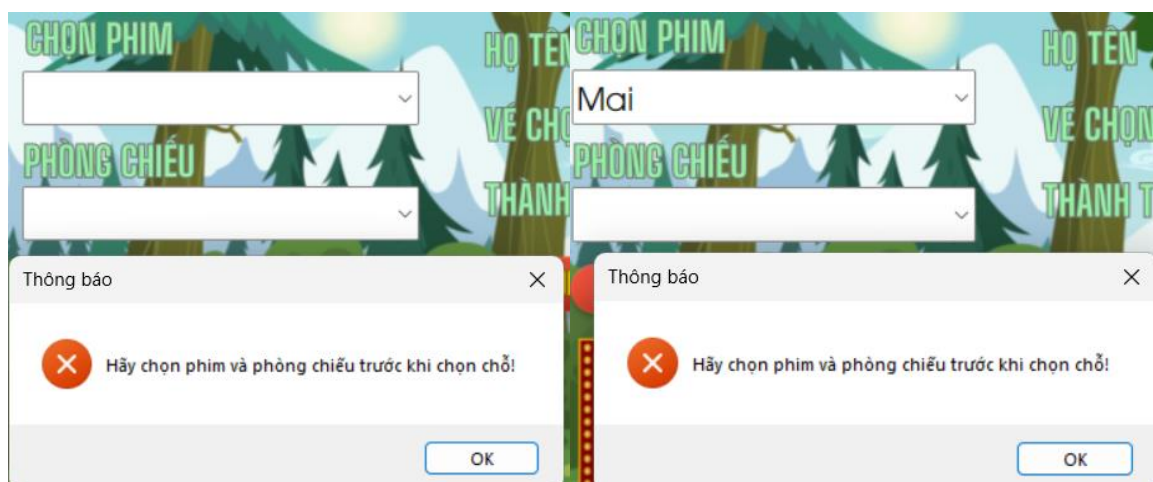 CHỌN PHIM
HỌ TÊN
VÉ CHỌ
PHÒNG CHIẾU
THÀNH
Thông báo
Hãy chọn phim và phòng chiếu trước khi chọn chỗ!
OK
CHỌN PHIM
HỌ TÊN
Mai
VÉ CHỌN
PHÒNG CHIẾU
THÀNH T
Thông báo
Hãy chọn phim và phòng chiếu trước khi chọn chỗ!
OK